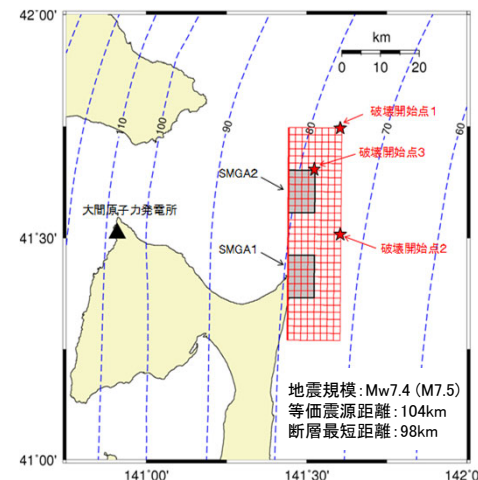 42°00'
km
0 10 20
破壊開始点1
110
100
90
80
70
60
破壊開始点3
SMGA2
大間原子力発電所
41°30'
破壊開始点2
SMGA1
地震規模:Mw7.4 (M7.5)
等価震源距離:104km
断層最短距離:98km
41°00'
141°00'
141°30'
142°0